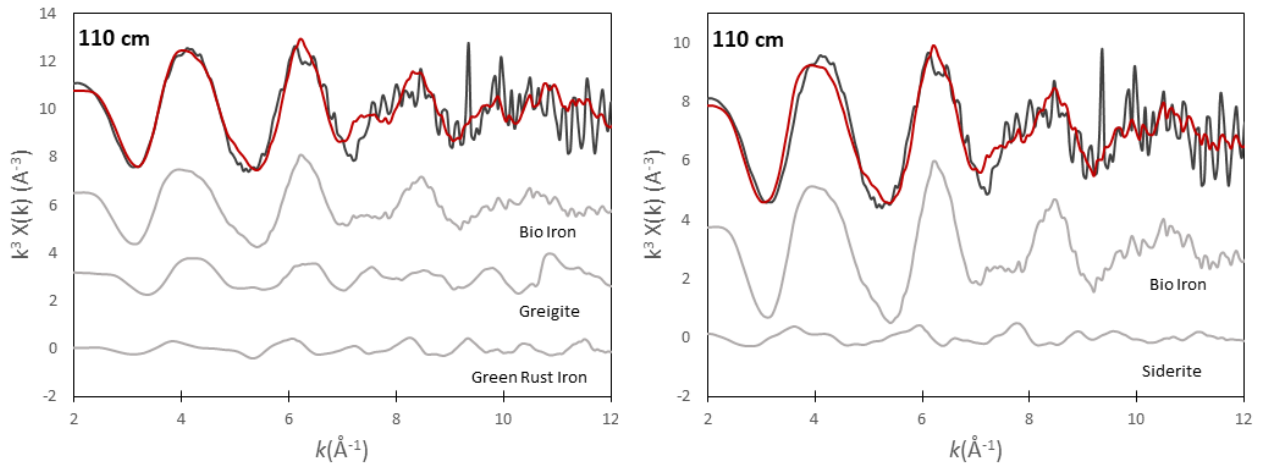 110 cm
14
12
10
8
6
4
2
0
-2
k³ X(k) (A⁻³)
Bio Iron
Greigite
Green Rust Iron
2 4 6 8 10 12
k(Å⁻¹)
110 cm
10
8
6
4
2
0
-2
k³ X(k) (A⁻³)
Bio Iron
Siderite
2 4 6 8 10 12
k(Å⁻¹)